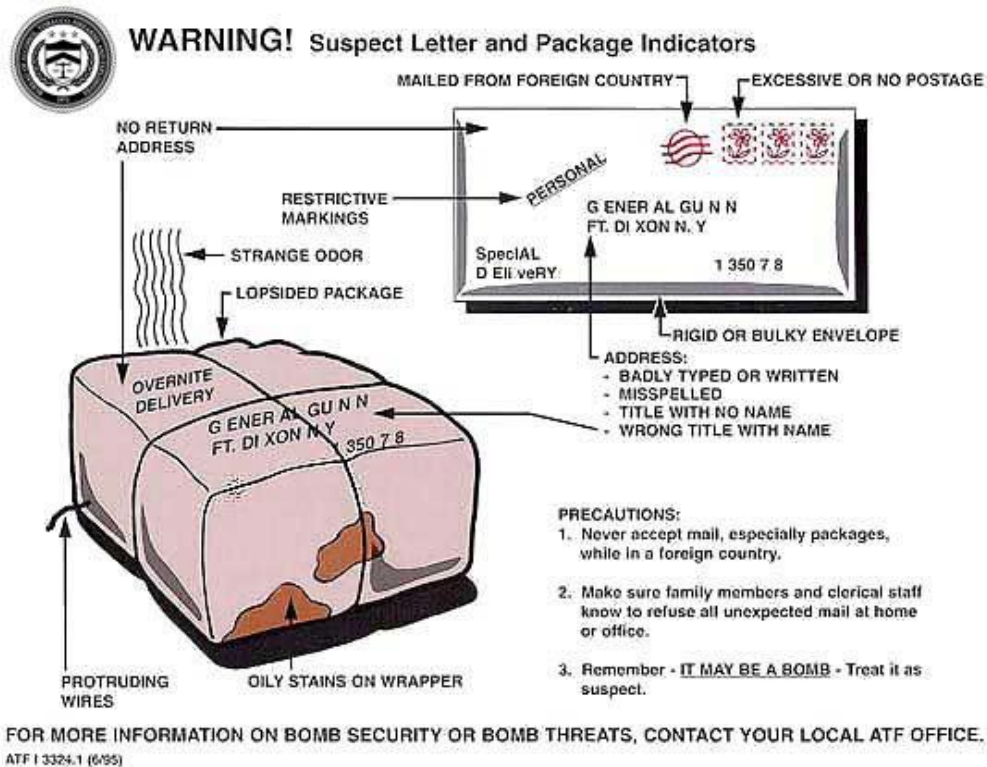 WARNING! Suspect Letter and Package Indicators
MAILED FROM FOREIGN COUNTRY
EXCESSIVE OR NO POSTAGE
NO RETURN
ADDRESS
RESTRICTIVE
MARKINGS
PERSONAL
G ENER AL GU N N
FT. DI XON N. Y
SpecIAL
D Eli veRY
1 350 7 8
STRANGE ODOR
LOPSIDED PACKAGE
RIGID OR BULKY ENVELOPE
ADDRESS:
- BADLY TYPED OR WRITTEN
- MISSPELLED
- TITLE WITH NO NAME
- WRONG TITLE WITH NAME
OVERNITE
DELIVERY
G ENER AL GU N N
FT. DI XON N Y
350 7 8
PROTRUDING
WIRES
OILY STAINS ON WRAPPER
PRECAUTIONS:
1. Never accept mail, especially packages,
while in a foreign country.
2. Make sure family members and clerical staff
know to refuse all unexpected mail at home
or office.
3. Remember - IT MAY BE A BOMB - Treat it as
suspect.
FOR MORE INFORMATION ON BOMB SECURITY OR BOMB THREATS, CONTACT YOUR LOCAL ATF OFFICE.
ATF I 3324.1 (6/95)